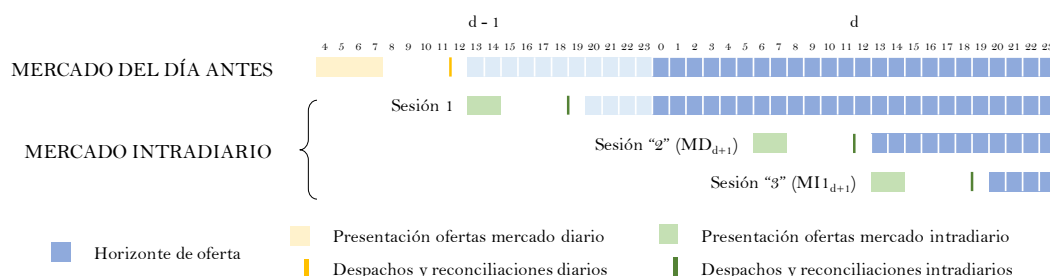 d - 1 d
4 5 6 7 8 9 10 11 12 13 14 15 16 17 18 19 20 21 22 23 0 1 2 3 4 5 6 7 8 9 10 11 12 13 14 15 16 17 18 19 20 21 22 23
MERCADO DEL DÍA ANTES
Sesión 1
MERCADO INTRADIARIO
Sesión “2” (MDd+1)
Sesión “3” (MI1d+1)
Horizonte de oferta
Presentación ofertas mercado diario
Presentación ofertas mercado intradiario
Despachos y reconciliaciones diarios
Despachos y reconciliaciones intradiarios